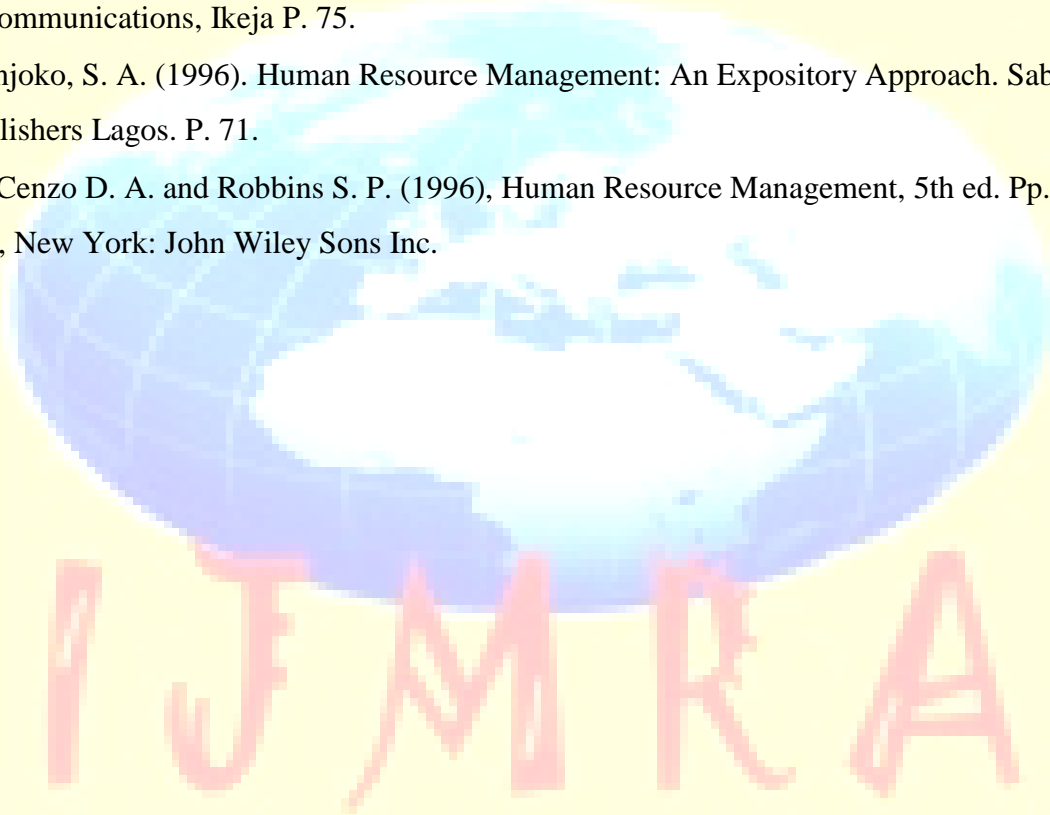 ommunications, Ikeja P. 75.
njoko, S. A. (1996). Human Resource Management: An Expository Approach. Sab
lishers Lagos. P. 71.
Cenzo D. A. and Robbins S. P. (1996), Human Resource Management, 5th ed. Pp.
, New York: John Wiley Sons Inc.
IJMRA